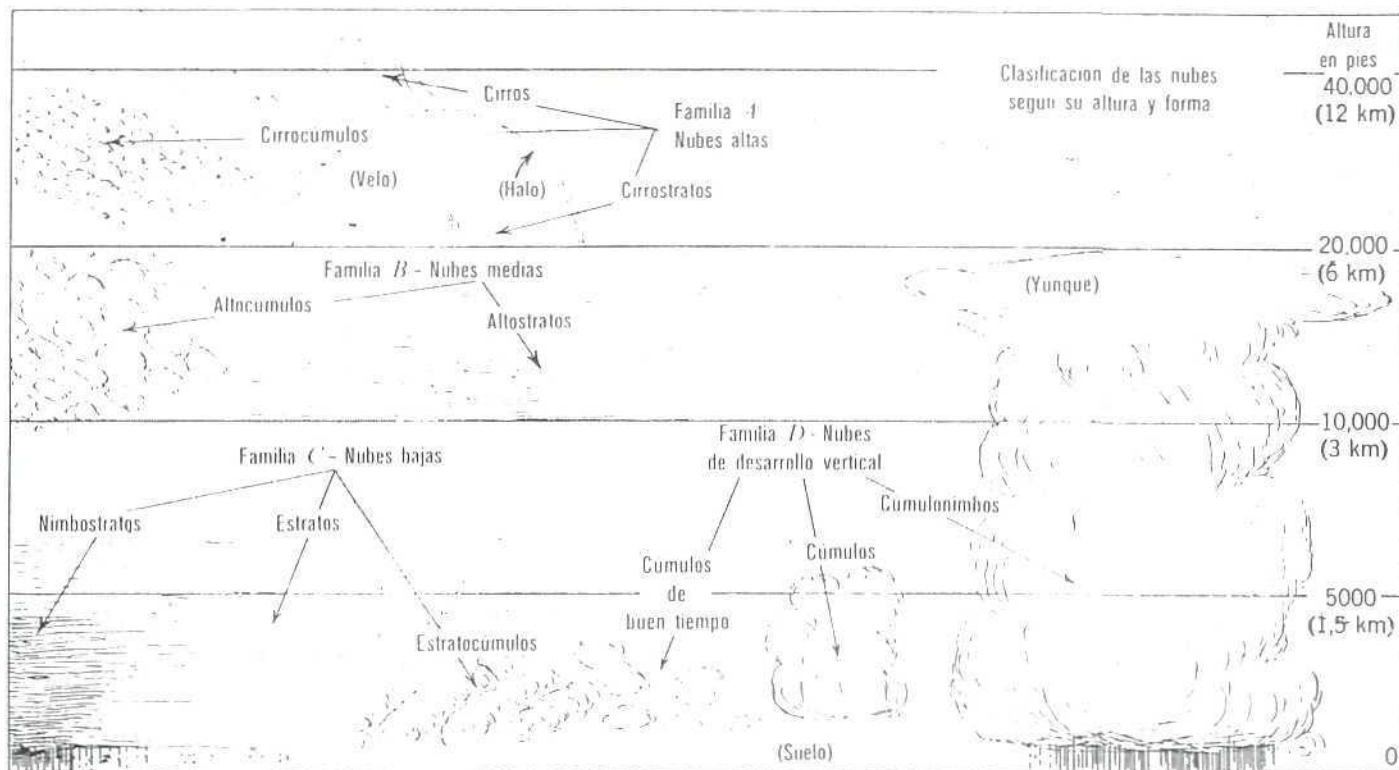 Altura
en pies
40.000
(12 km)
Clasificacion de las nubes
segun su altura y forma
Cirros
Familia A
Nubes altas
Cirrocúmulos
(Velo)
(Halo)
Cirrostratos
20,000
(6 km)
Familia B - Nubes medias
(Yunque)
Altocumulos
Altostratos
10,000
(3 km)
Familia C - Nubes bajas
Familia D - Nubes
de desarrollo vertical
Cumulonimbos
Nimbostratos
Estratos
Cúmulos
Cumulos
de
buen tiempo
5000
(1,5 km)
Estratocumulos
(Suelo)
0